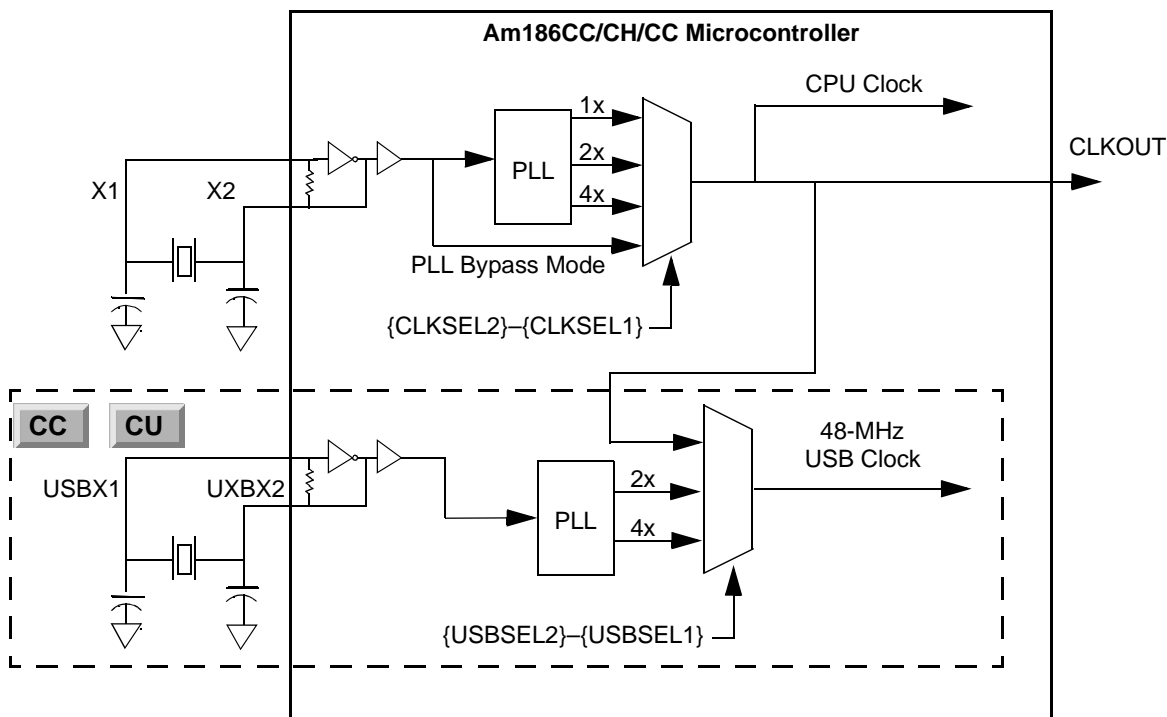 Am186CC/CH/CC Microcontroller
CPU Clock
CLKOUT
1x
2x
4x
PLL
X1
X2
PLL Bypass Mode
{CLKSEL2}–{CLKSEL1}
CC
CU
48-MHz
USB Clock
USBX1
UXBX2
2x
4x
PLL
{USBSEL2}–{USBSEL1}